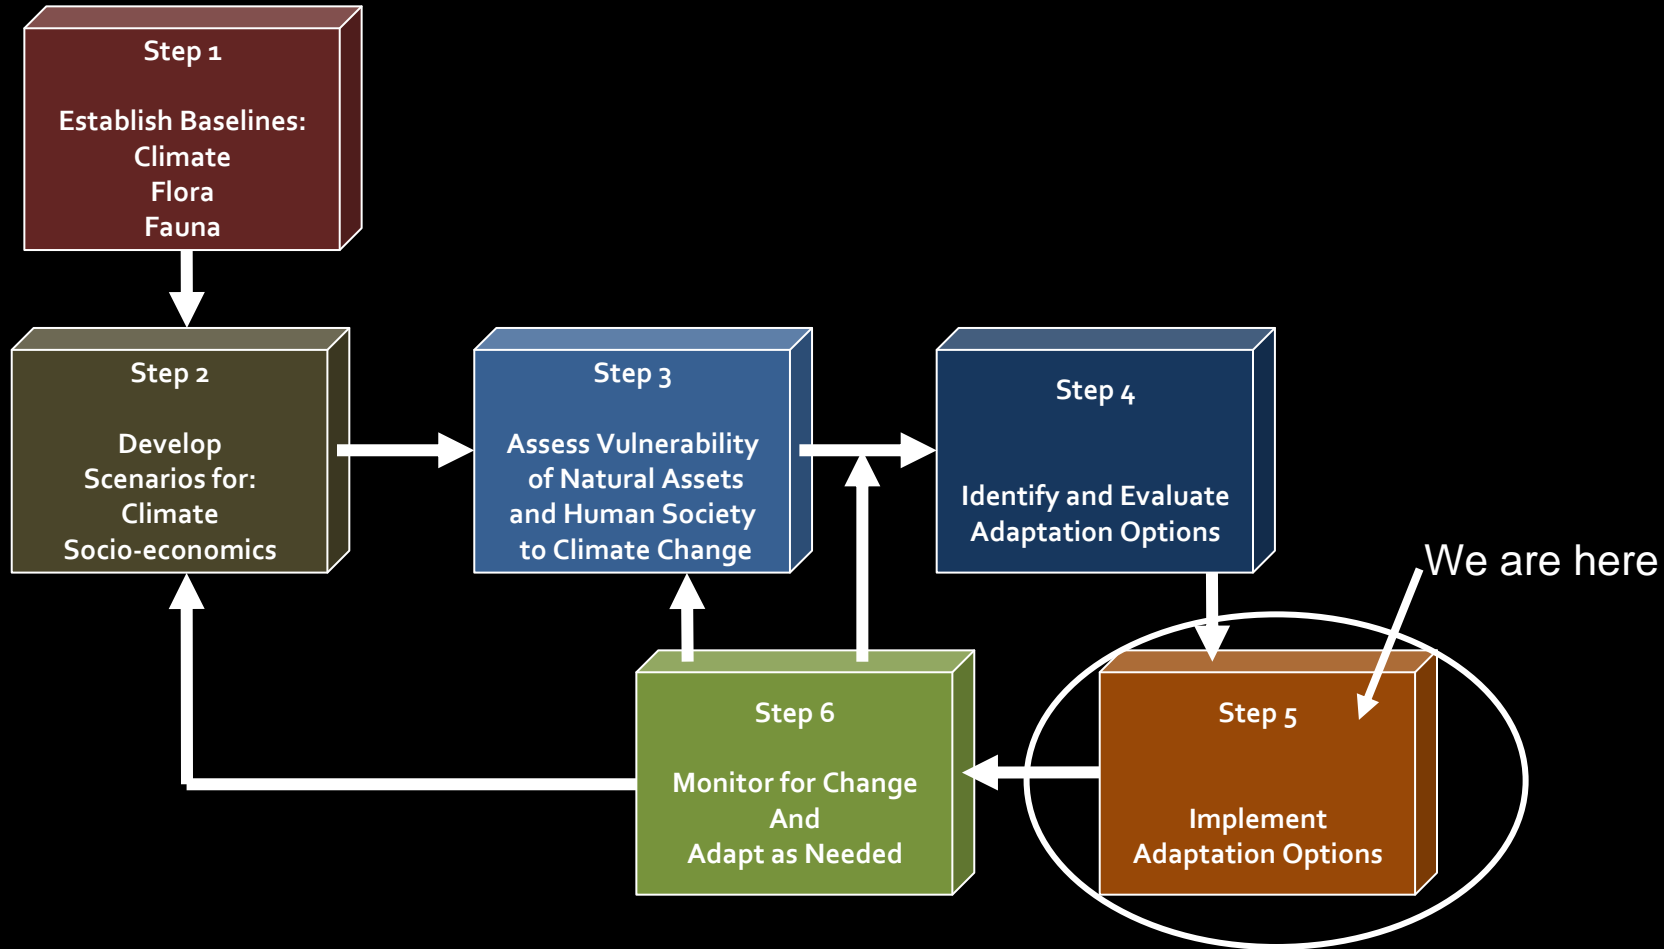 Step 1
Establish Baselines:
Climate
Flora
Fauna
Step 2
Develop
Scenarios for:
Climate
Socio-economics
Step 3
Assess Vulnerability
of Natural Assets
and Human Society
to Climate Change
Step 4
Identify and Evaluate
Adaptation Options
We are here
Step 5
Implement
Adaptation Options
Step 6
Monitor for Change
And
Adapt as Needed